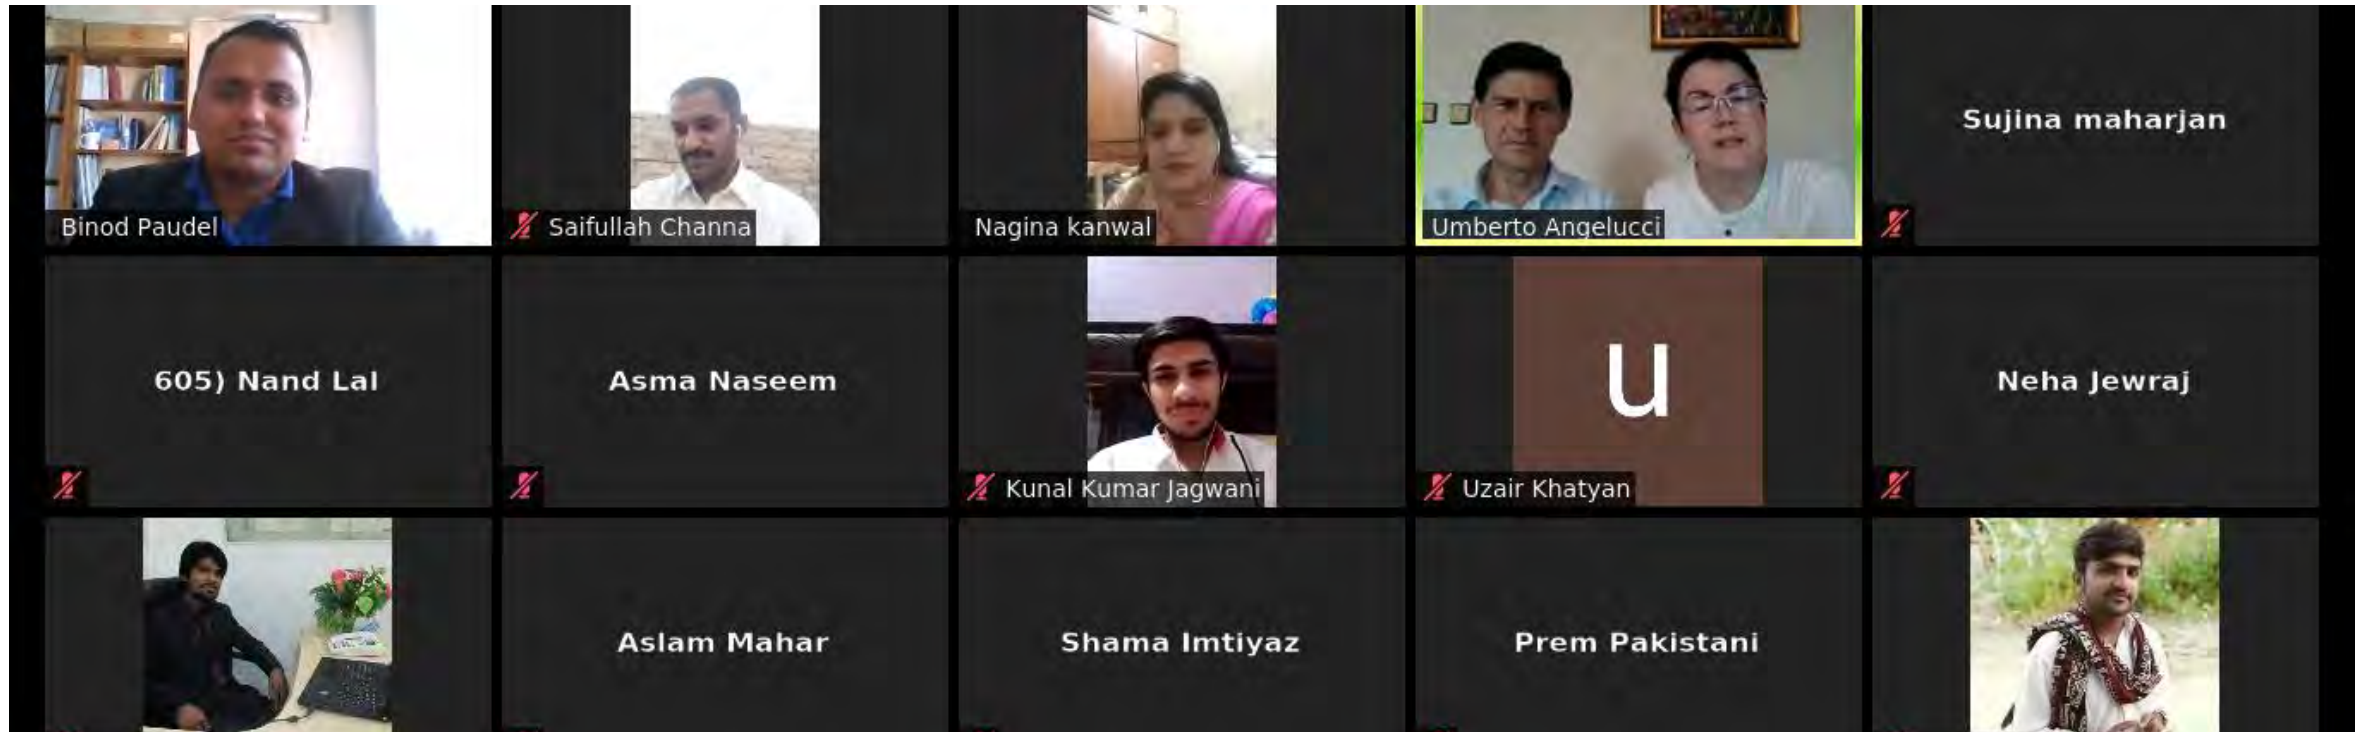 Binod Paudel
Saifullah Channa
Nagina kanwal
Umberto Angelucci
Sujina maharjan
605) Nand Lal
Asma Naseem
Kunal Kumar Jagwani
u
Uzair Khatyan
Neha Jewraj
Aslam Mahar
Shama Imtiyaz
Prem Pakistani